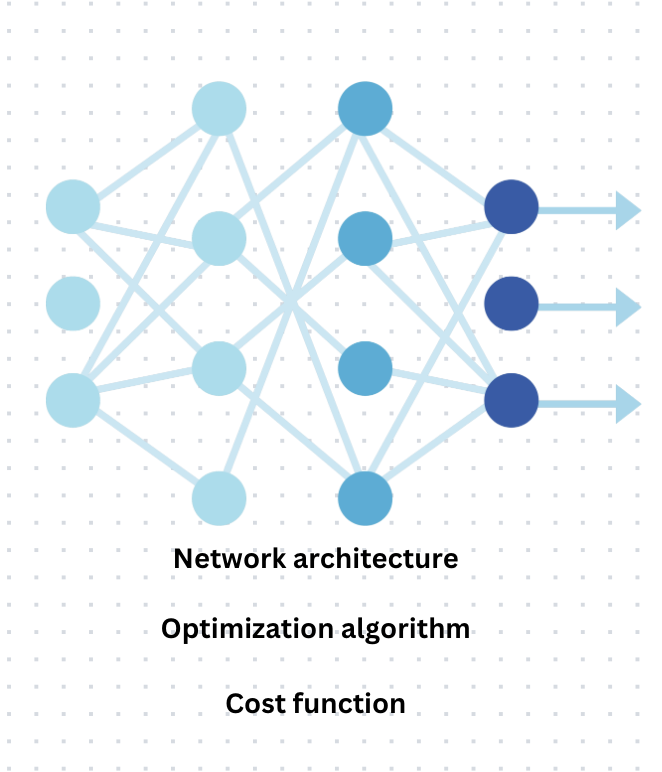 Network architecture
Optimization algorithm
Cost function